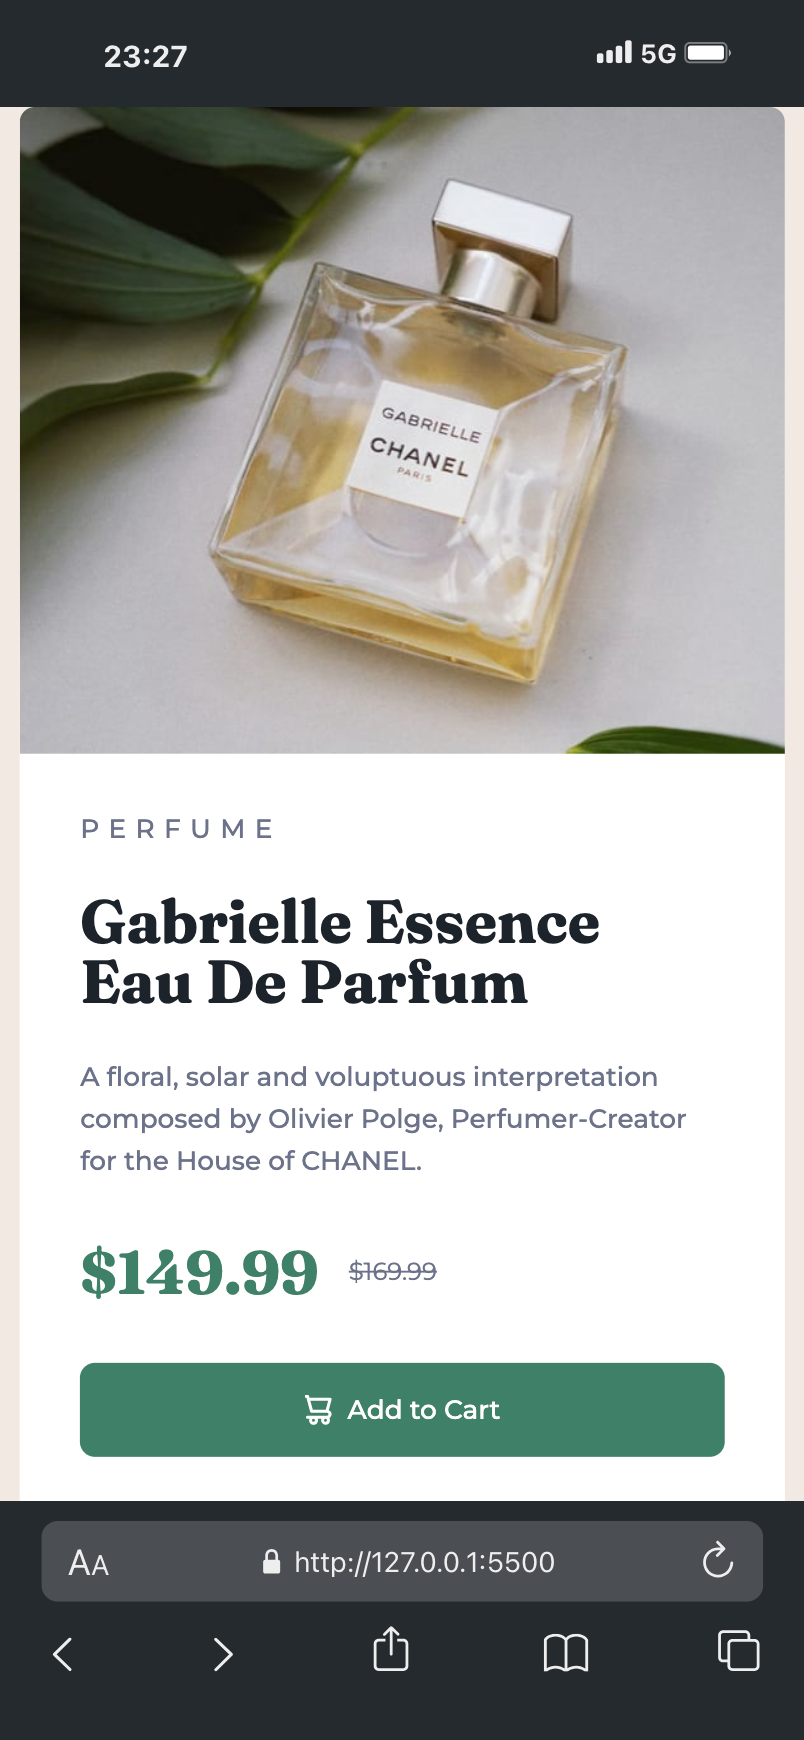 23:27
5G
GABRIELLE
CHANEL
PARIS
PERFUME
Gabrielle Essence
Eau De Parfum
A floral, solar and voluptuous interpretation
composed by Olivier Polge, Perfumer-Creator
for the House of CHANEL.
$149.99 $169.99
Add to Cart
AA http://127.0.0.1:5500